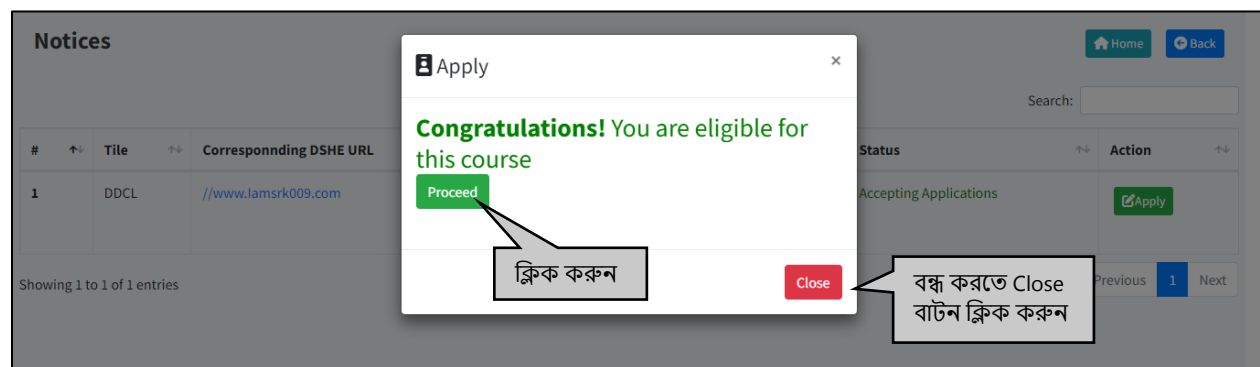 Notices
Home
Back
Apply
×
Search:
Congratulations! You are eligible for
this course
# Tile Correspornnding DSHE URL Status Action
1 DDCL //www.Iamsrk009.com Accepting Applications Apply
Proceed
ক্লিক করুন
Close
বন্ধ করতে Close
বাটন ক্লিক করুন
Showing 1 to 1 of 1 entries
Previous 1 Next